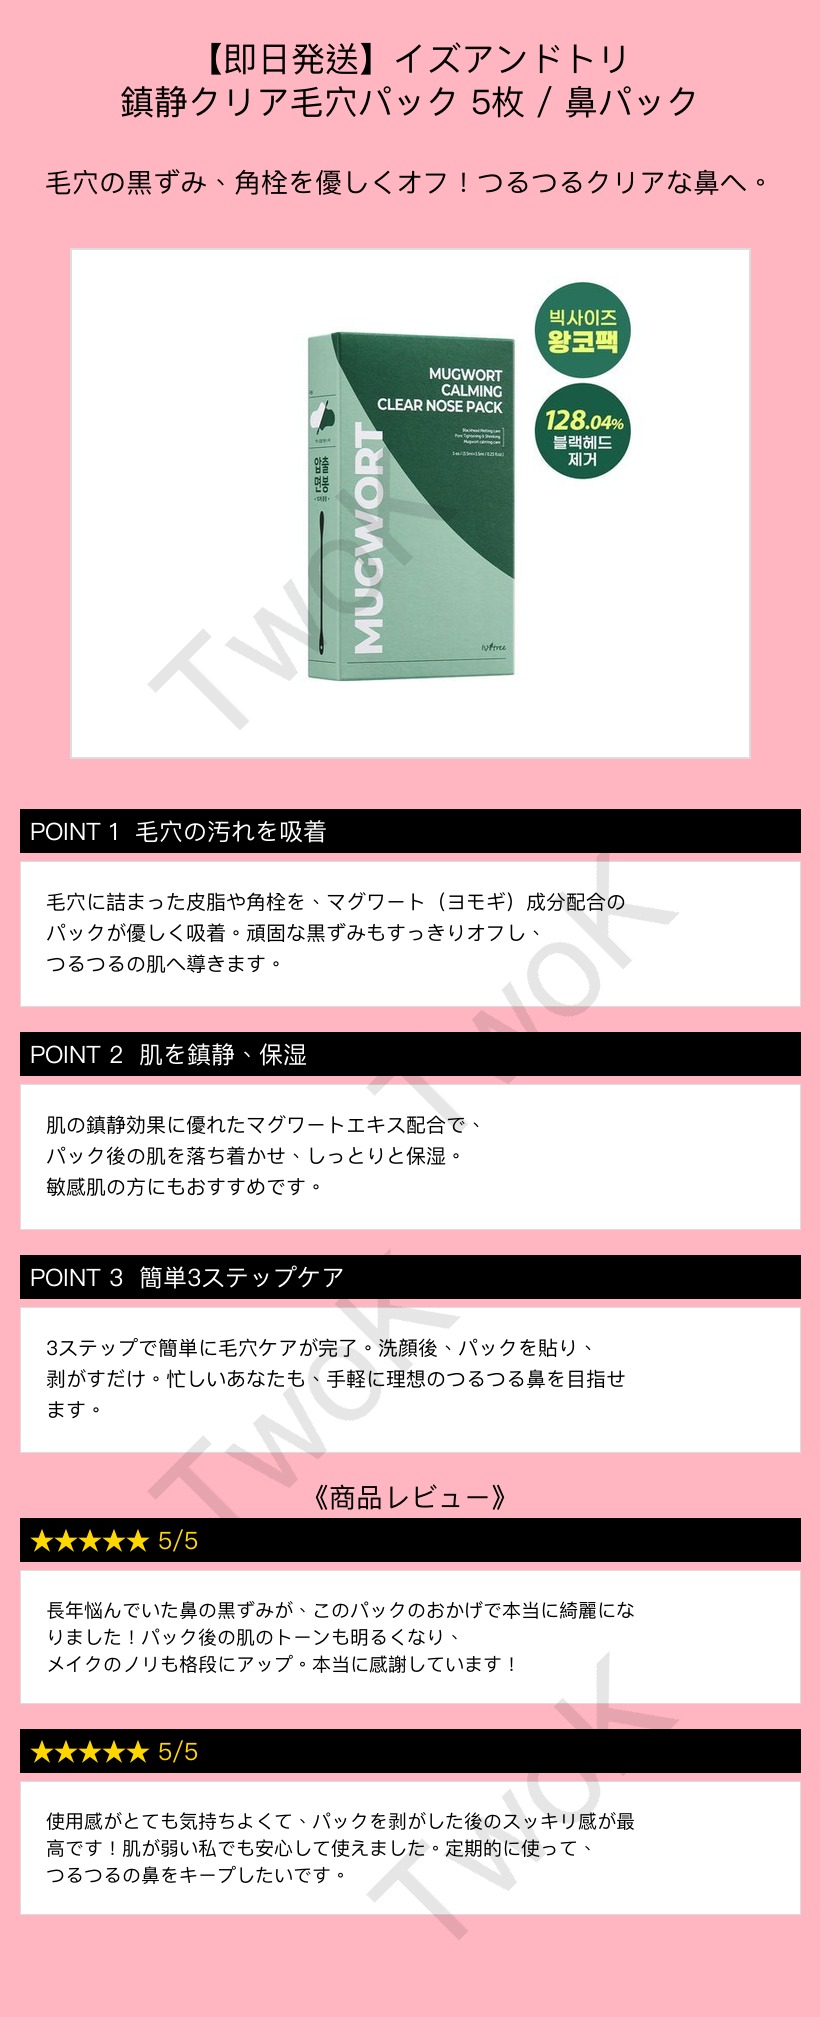 【即日発送】イズアンドトリ
鎮静クリア毛穴パック 5枚 / 鼻パック
毛穴の黒ずみ、角栓を優しくオフ！つるつるクリアな鼻へ。
빅사이즈
왕코팩
128.04%
블랙헤드
제거
MUGWORT
CALMING
CLEAR NOSE PACK
Blackhead Melting care
Pore Tightening & Shrinking
Mugwort calming care
MUGWORT
압출
면봉
Twok
POINT 1 毛穴の汚れを吸着
毛穴に詰まった皮脂や角栓を、マグワート（ヨモギ）成分配合の
パックが優しく吸着。頑固な黒ずみもすっきりオフし、
つるつるの肌へ導きます。
Twok
POINT 2 肌を鎮静、保湿
肌の鎮静効果に優れたマグワートエキス配合で、
パック後の肌を落ち着かせ、しっとりと保湿。
敏感肌の方にもおすすめです。
POINT 3 簡単3ステップケア
3ステップで簡単に毛穴ケアが完了。洗顔後、パックを貼り、
剥がすだけ。忙しいあなたも、手軽に理想のつるつる鼻を目指せ
ます。
Twok
《商品レビュー》
★★★★★ 5/5
長年悩んでいた鼻の黒ずみが、このパックのおかげで本当に綺麗にな
りました！パック後の肌のトーンも明るくなり、
メイクのノリも格段にアップ。本当に感謝しています！
★★★★★ 5/5
使用感がとても気持ちよくて、パックを剥がした後のスッキリ感が最
高です！肌が弱い私でも安心して使えました。定期的に使って、
つるつるの鼻をキープしたいです。
Twok